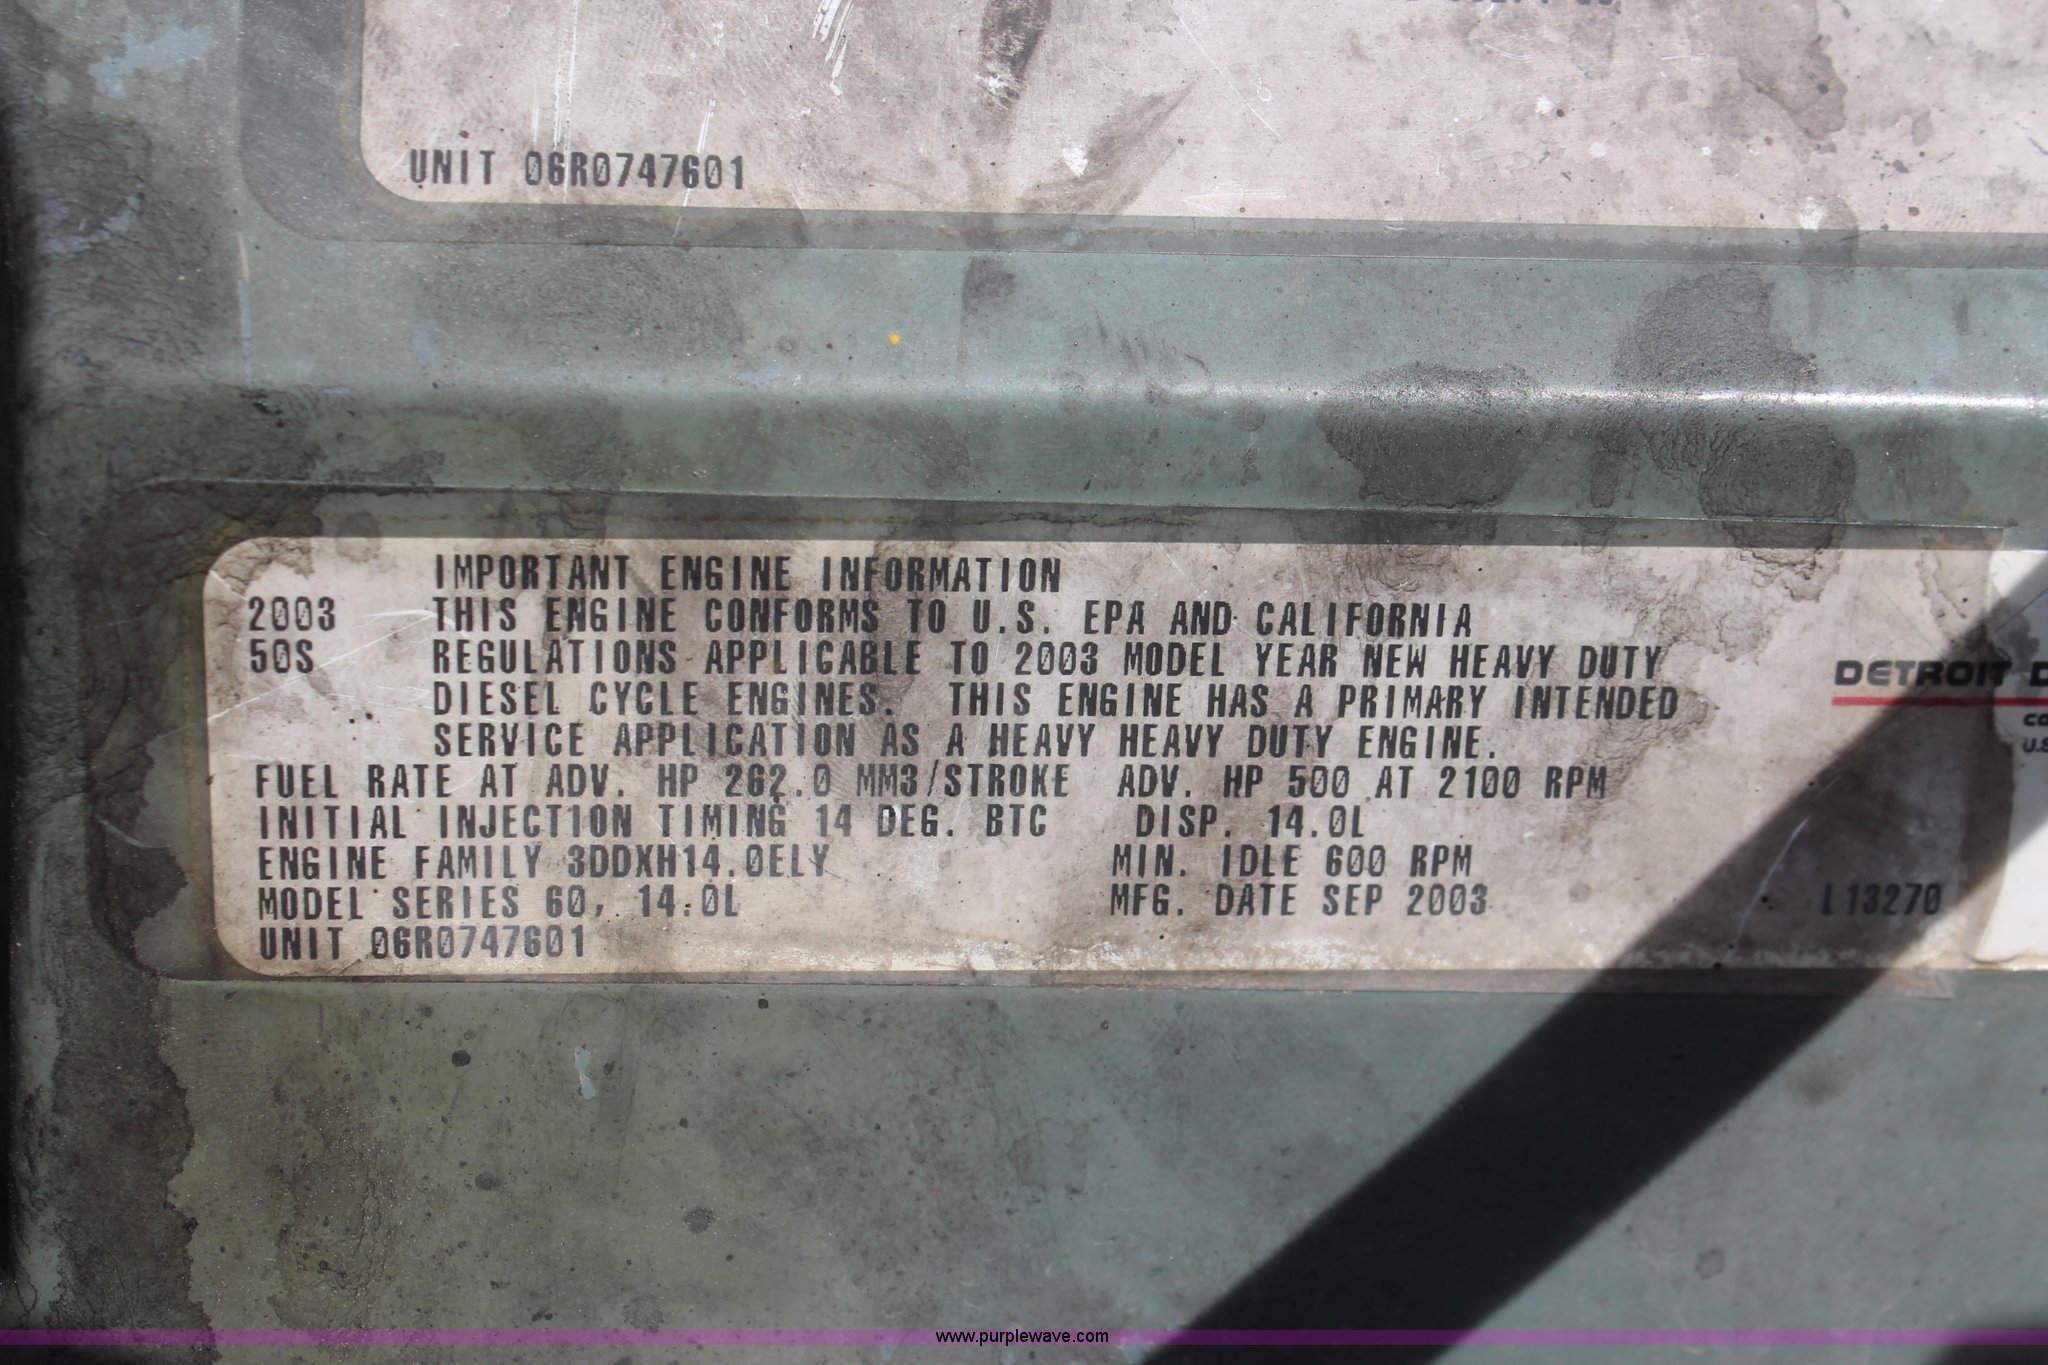 UNIT 06R0747601
IMPORTANT ENGINE INFORMATION
2003 THIS ENGINE CONFORMS TO U.S. EPA AND CALIFORNIA
50S REGULATIONS APPLICABLE TO 2003 MODEL YEAR NEW HEAVY DUTY
DIESEL CYCLE ENGINES. THIS ENGINE HAS A PRIMARY INTENDED
SERVICE APPLICATION AS A HEAVY HEAVY DUTY ENGINE.
FUEL RATE AT ADV. HP 262.0 MM3/STROKE ADV. HP 500 AT 2100 RPM
INITIAL INJECTION TIMING 14 DEG. BTC DISP. 14.0L
ENGINE FAMILY 3DDXH14.0ELY MIN. IDLE 600 RPM
MODEL SERIES 60, 14.0L MFG. DATE SEP 2003 L13270
UNIT 06R0747601
DETROIT D
CO
U.S
www.purplewave.com